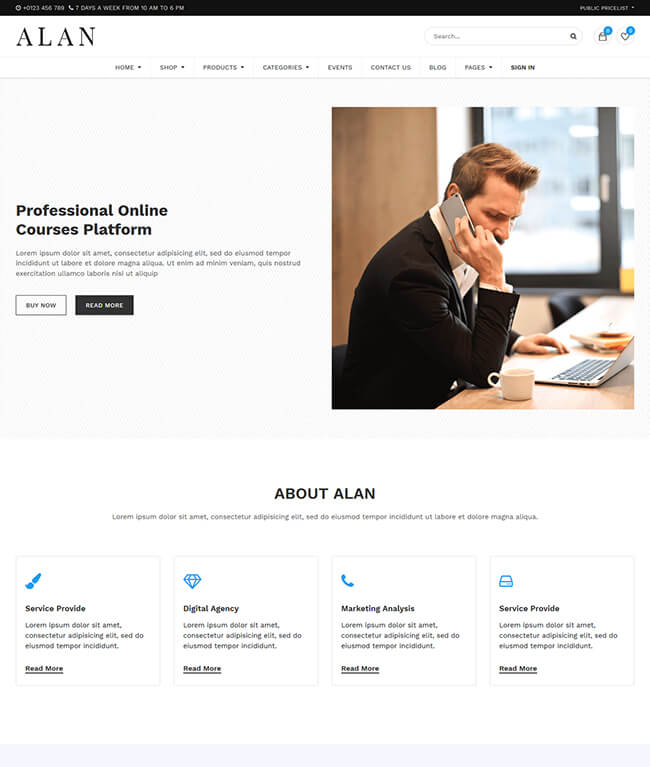 +0123 456 789 7 DAYS A WEEK FROM 10 AM TO 6 PM
PUBLIC PRICELIST
ALAN
Search...
0
0
HOME SHOP PRODUCTS CATEGORIES EVENTS CONTACT US BLOG PAGES SIGN IN
Professional Online
Courses Platform
Lorem ipsum dolor sit amet, consectetur adipisicing elit, sed do eiusmod tempor
incididunt ut labore et dolore magna aliqua. Ut enim ad minim veniam, quis nostrud
exercitation ullamco laboris nisi ut aliquip
BUY NOW READ MORE
ABOUT ALAN
Lorem ipsum dolor sit amet, consectetur adipisicing elit, sed do eiusmod tempor incididunt ut labore et dolore magna aliqua.
Service Provide
Lorem ipsum dolor sit amet,
consectetur adipisicing elit, sed do
eiusmod tempor incididunt.
Read More
Digital Agency
Lorem ipsum dolor sit amet,
consectetur adipisicing elit, sed do
eiusmod tempor incididunt.
Read More
Marketing Analysis
Lorem ipsum dolor sit amet,
consectetur adipisicing elit, sed do
eiusmod tempor incididunt.
Read More
Service Provide
Lorem ipsum dolor sit amet,
consectetur adipisicing elit, sed do
eiusmod tempor incididunt.
Read More